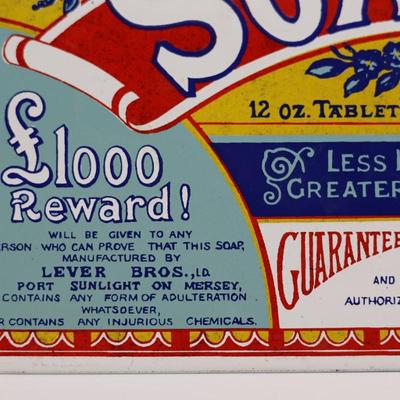 12 OZ. TABLET
£1000
Reward!
WILL BE GIVEN TO ANY
WHO CAN PROVE THAT THIS SOAP,
MANUFACTURED BY
LEVER BROS., LD.
PORT SUNLIGHT ON MERSEY,
CONTAINS ANY FORM OF ADULTERATION
WHATSOEVER,
CONTAINS ANY INJURIOUS CHEMICALS.
LESS
GREATER
GUARANTEE
AND